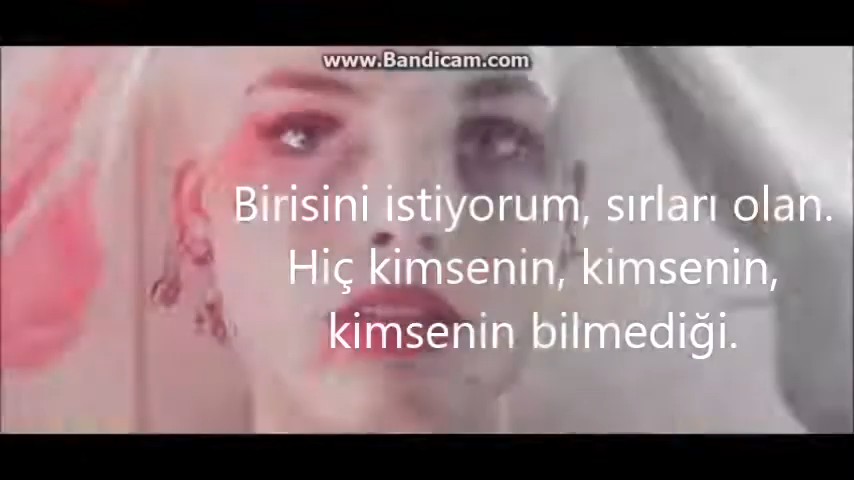 www.Bandicam.com
Birisini istiyorum, sırları olan.
Hiç kimsenin, kimsenin,
kimsenin bilmediği.